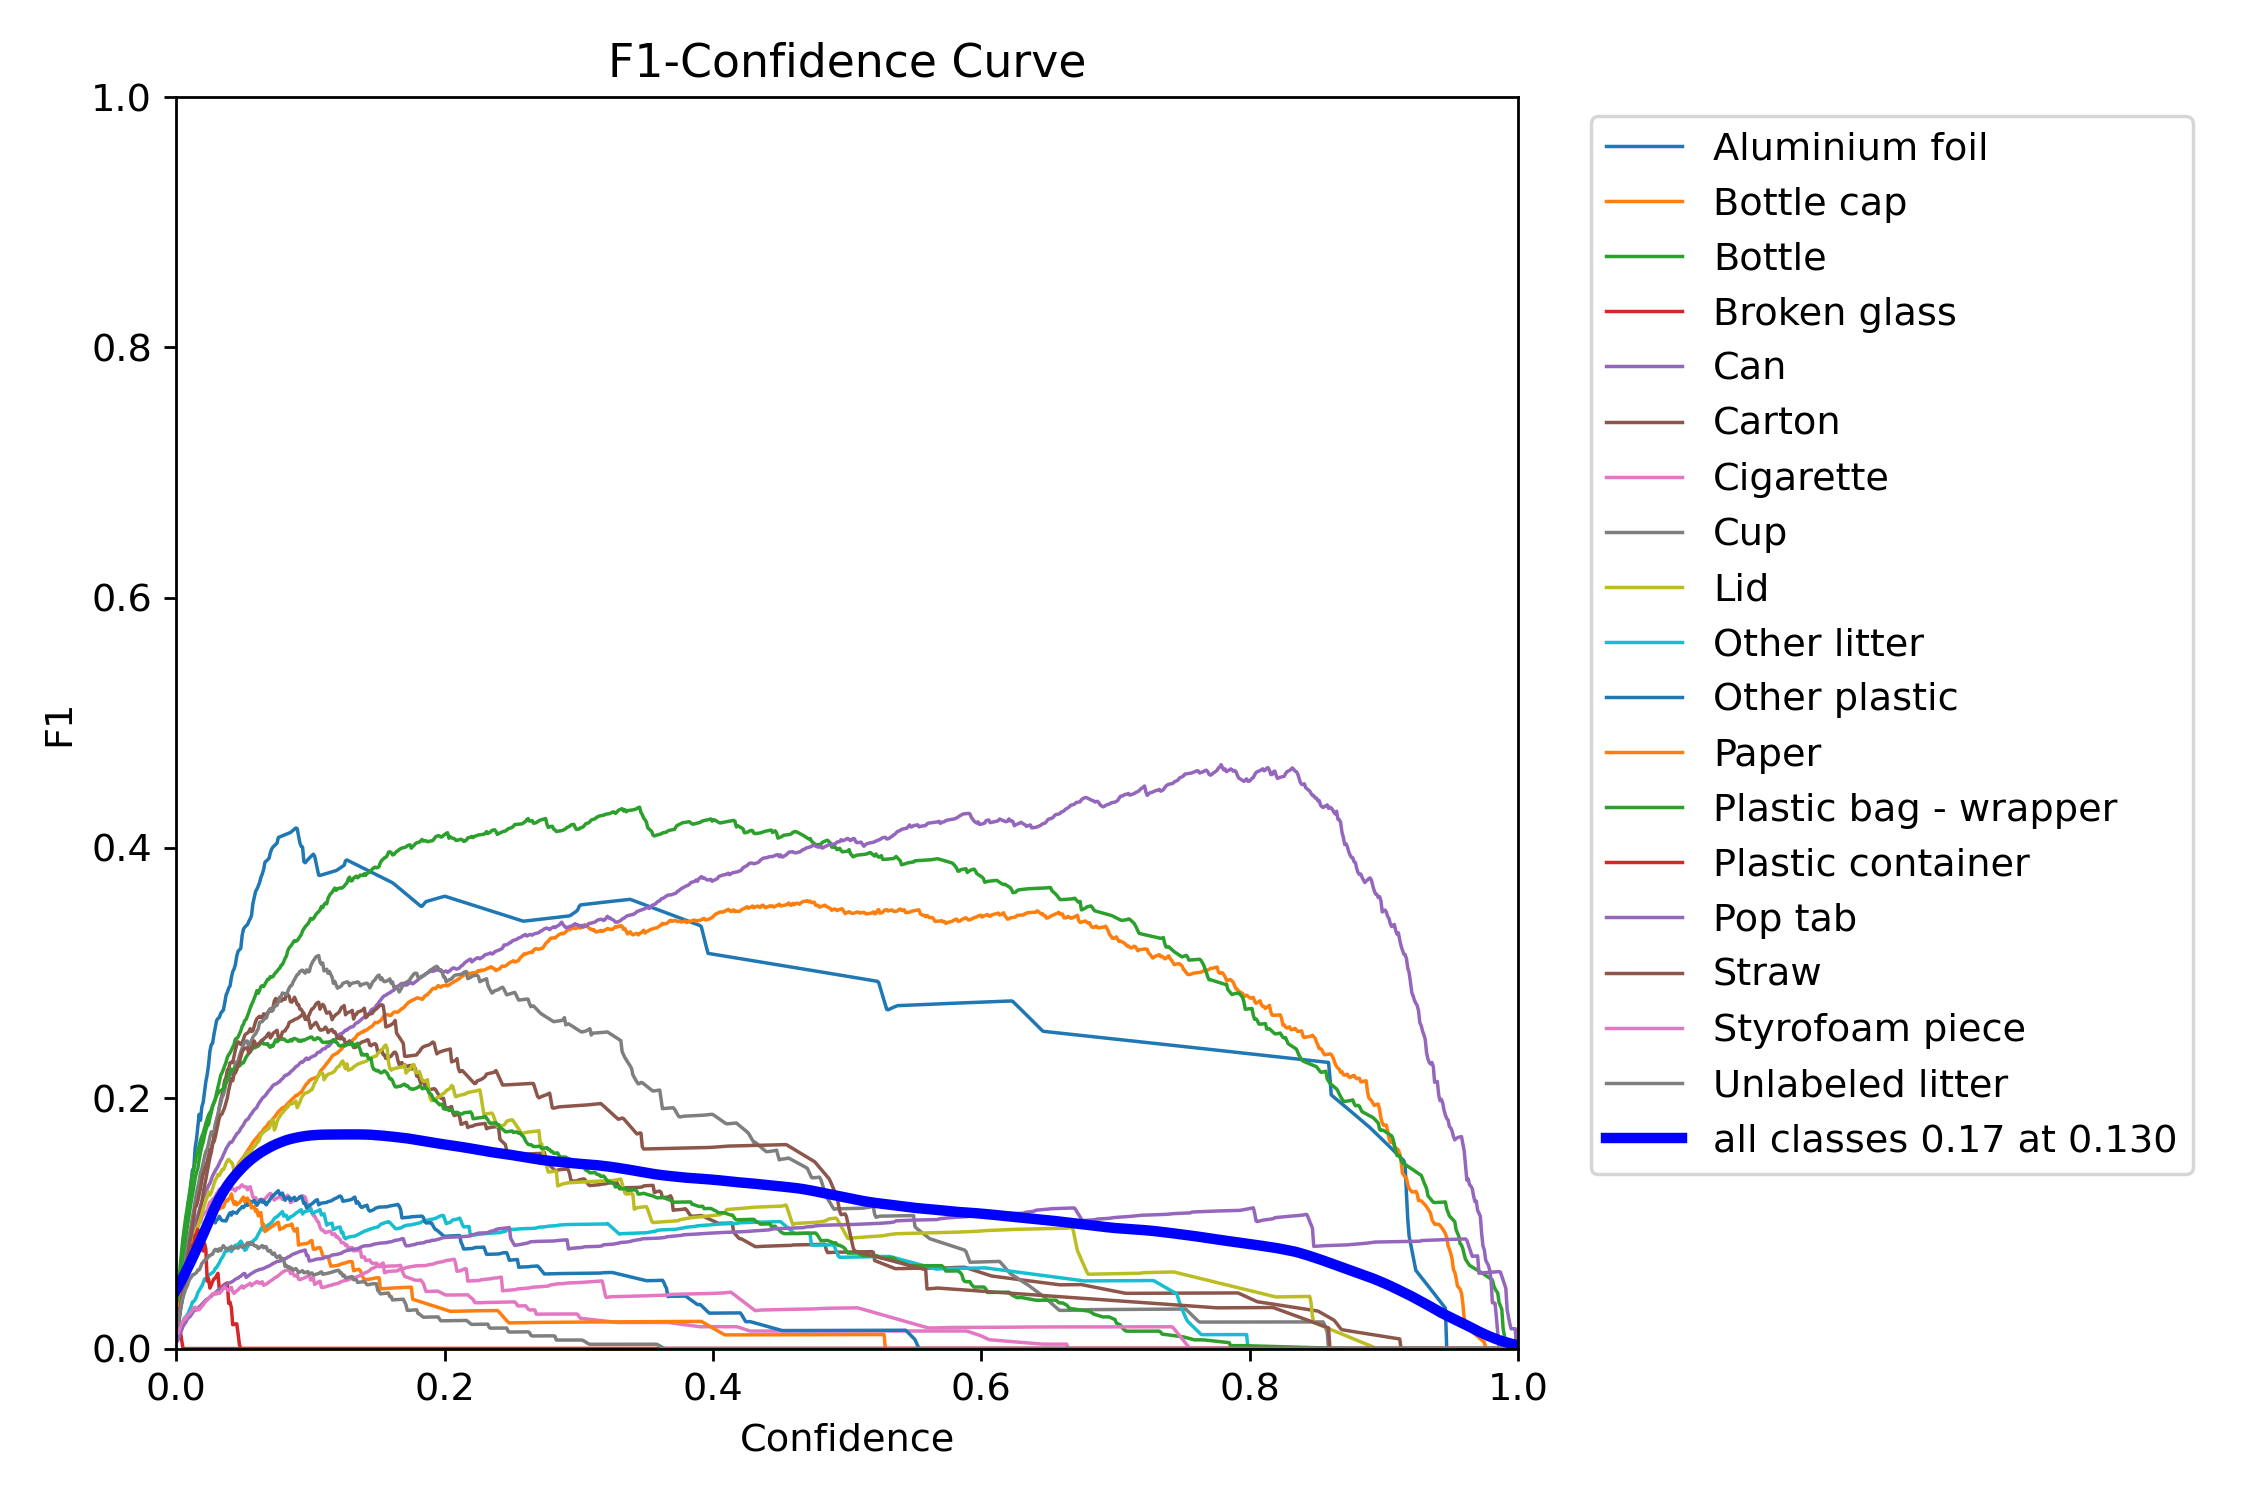 F1-Confidence Curve
1.0
0.8
0.6
0.4
0.2
0.0
F1
0.0 0.2 0.4 0.6 0.8 1.0
Confidence
Aluminium foil
Bottle cap
Bottle
Broken glass
Can
Carton
Cigarette
Cup
Lid
Other litter
Other plastic
Paper
Plastic bag - wrapper
Plastic container
Pop tab
Straw
Styrofoam piece
Unlabeled litter
all classes 0.17 at 0.130